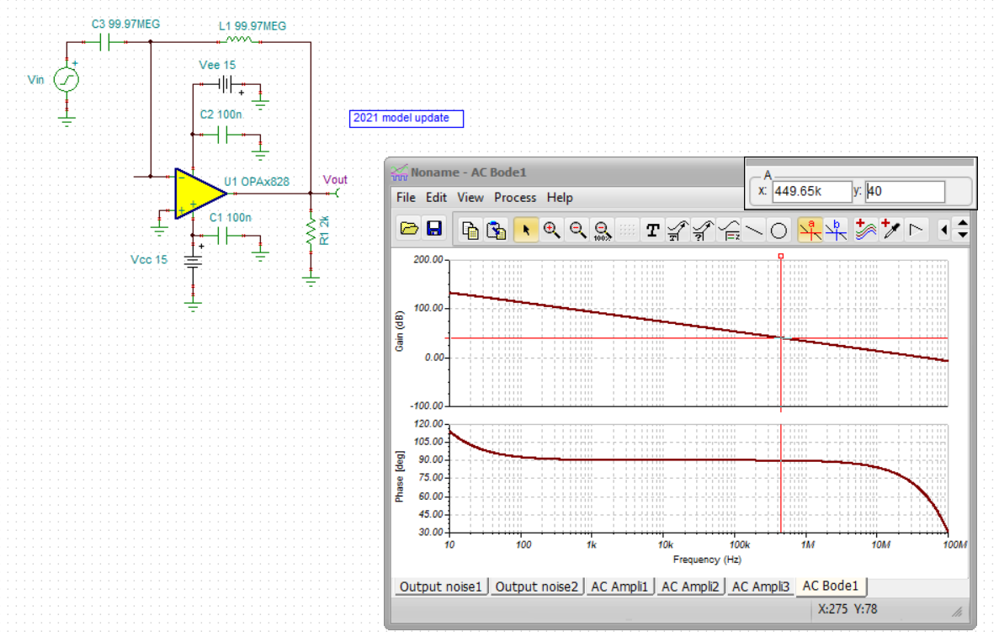 C3 99.97MEG
L1 99.97MEG
+
Vin
Vee 15
+
C2 100n
2021 model update
U1 OPAx828
Vout
−
+
+
C1 100n
R1 2k
+
Vcc 15
Noname - AC Bode1
A
x: 449.65k y: 40
File Edit View Process Help
100%
T
a
b
200.00
100.00
0.00
-100.00
Gain (dB)
120.00
105.00
90.00
75.00
60.00
45.00
30.00
Phase [deg]
10 100 1k 10k 100k 1M 10M 100M
Frequency (Hz)
Output noise1 Output noise2 AC Ampli1 AC Ampli2 AC Ampli3 AC Bode1
X:275 Y:78